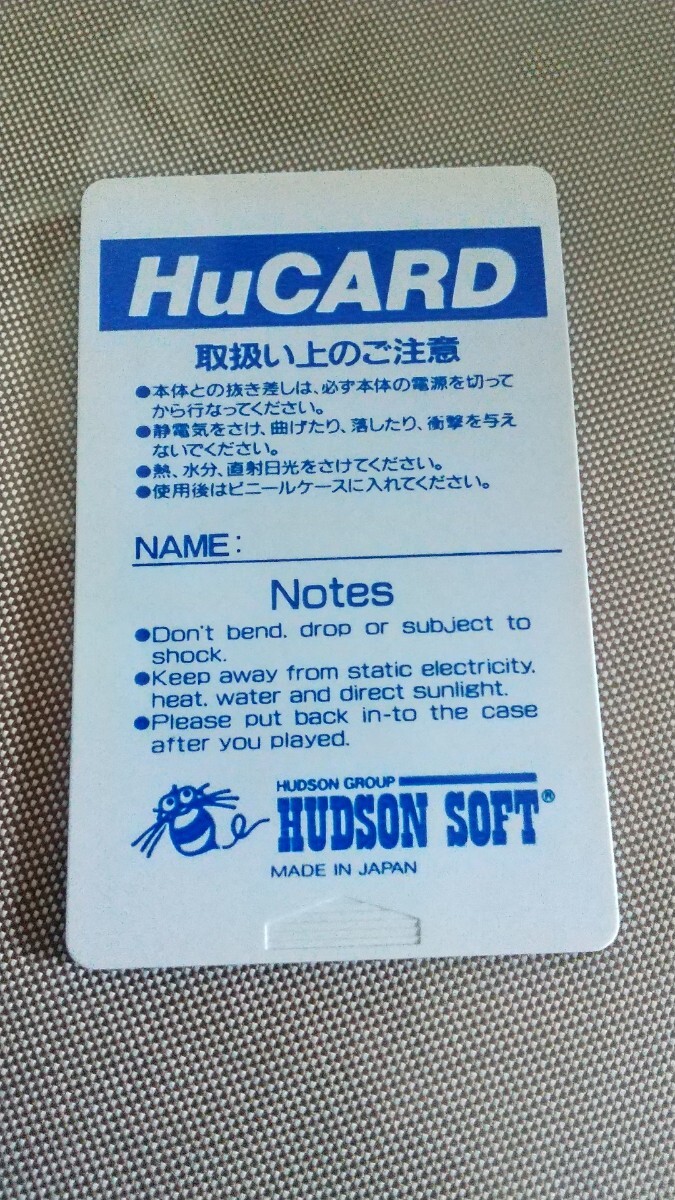 HuCARD
取扱い上のご注意
●本体との抜き差しは、必ず本体の電源を切って
から行なってください。
●静電気をさけ、曲げたり、落したり、衝撃を与え
ないでください。
●熱、水分、直射日光をさけてください。
●使用後はビニールケースに入れてください。
NAME:
Notes
●Don't bend. drop or subject to
shock.
●Keep away from static electricity.
heat. water and direct sunlight.
●Please put back in-to the case
after you played.
HUDSON GROUP
HUDSON SOFT®
MADE IN JAPAN